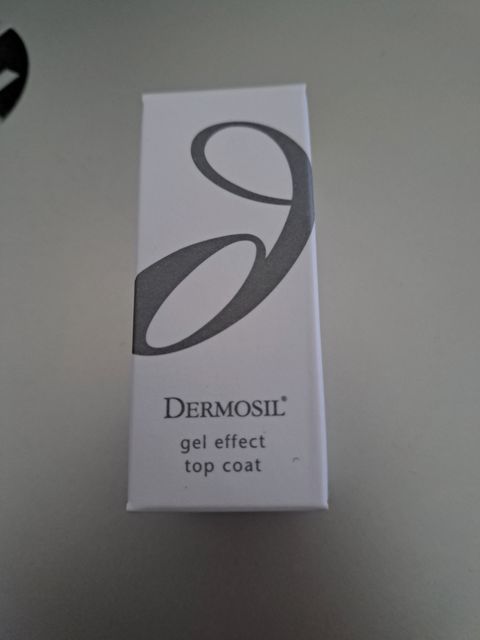 DERMOSIL®
gel effect
top coat